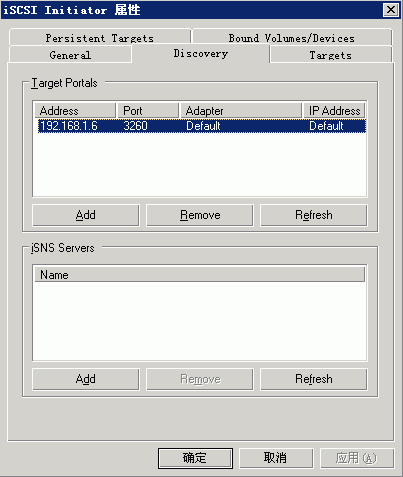 iSCSI Initiator 属性
Persistent Targets Bound Volumes/Devices
General Discovery Targets
Target Portals
Address Port Adapter IP Address
192.168.1.6 3260 Default Default
Add Remove Refresh
iSNS Servers
Name
Add Remove Refresh
确定 取消 应用(A)